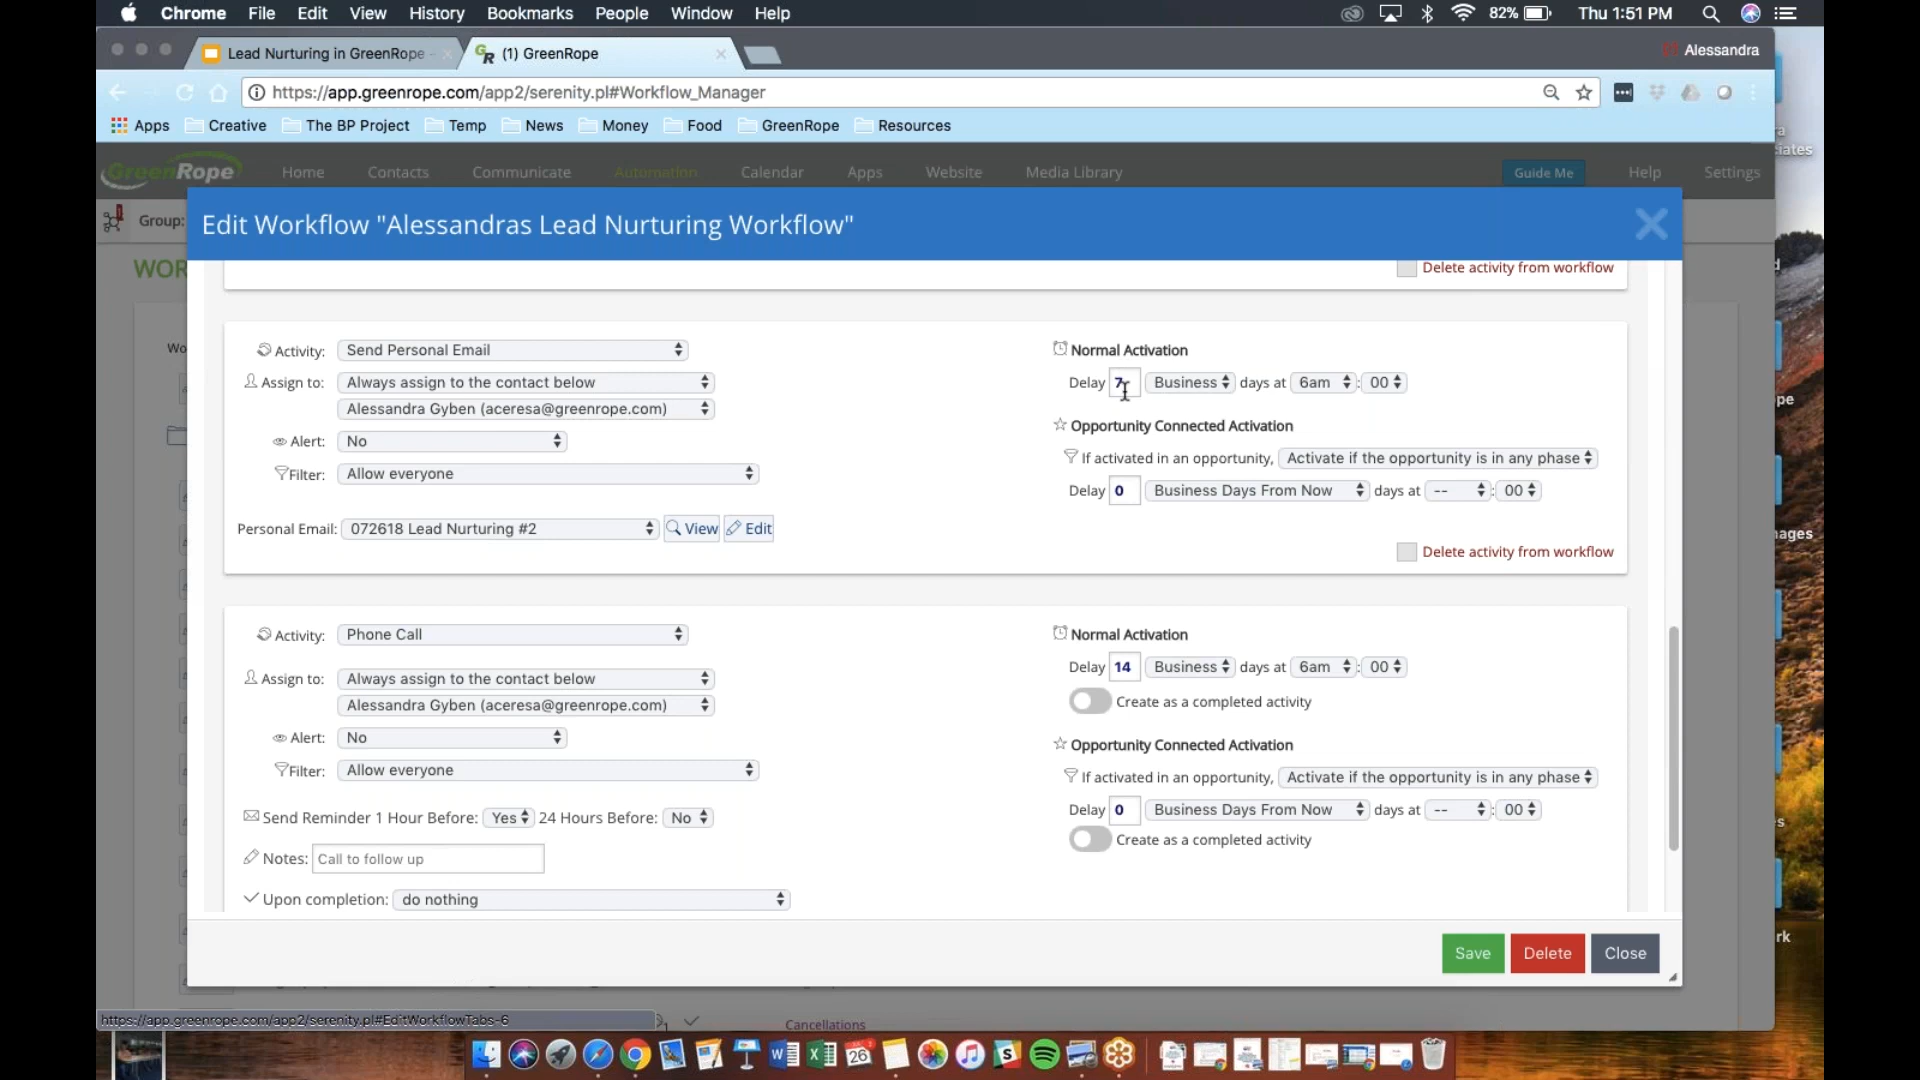 Chrome File Edit View History Bookmarks People Window Help 82% Thu 1:51 PM
Lead Nurturing in GreenRope - (1) GreenRope Alessandra
https://app.greenrope.com/app2/serenity.pl#Workflow_Manager
Apps Creative The BP Project Temp News Money Food GreenRope Resources
GreenRope Home Contacts Communicate Automation Calendar Apps Website Media Library Guide Me Help Settings
Group:
Edit Workflow "Alessandras Lead Nurturing Workflow"
WOR
Wo
Delete activity from workflow
Activity: Send Personal Email
Assign to: Always assign to the contact below
Alessandra Gyben (aceresa@greenrope.com)
Alert: No
Filter: Allow everyone
Personal Email: 072618 Lead Nurturing #2 View Edit
Normal Activation
Delay 7 Business days at 6am : 00
Opportunity Connected Activation
If activated in an opportunity, Activate if the opportunity is in any phase
Delay 0 Business Days From Now days at -- : 00
Delete activity from workflow
Activity: Phone Call
Assign to: Always assign to the contact below
Alessandra Gyben (aceresa@greenrope.com)
Alert: No
Filter: Allow everyone
Send Reminder 1 Hour Before: Yes 24 Hours Before: No
Notes: Call to follow up
Upon completion: do nothing
Normal Activation
Delay 14 Business days at 6am : 00
Create as a completed activity
Opportunity Connected Activation
If activated in an opportunity, Activate if the opportunity is in any phase
Delay 0 Business Days From Now days at -- : 00
Create as a completed activity
Save Delete Close
https://app.greenrope.com/app2/serenity.pl#EditWorkflowTabs-6
Cancellations
26